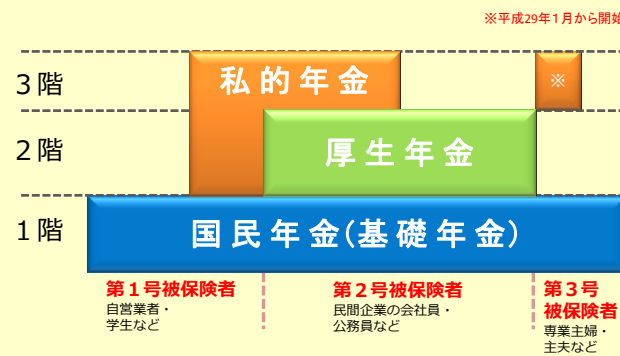 ※平成29年1月から開始
3階
私的年金
※
2階
厚生年金
1階
国民年金(基礎年金)
第1号被保険者
自営業者・
学生など
第2号被保険者
民間企業の会社員・
公務員など
第3号
被保険者
専業主婦・
主夫など